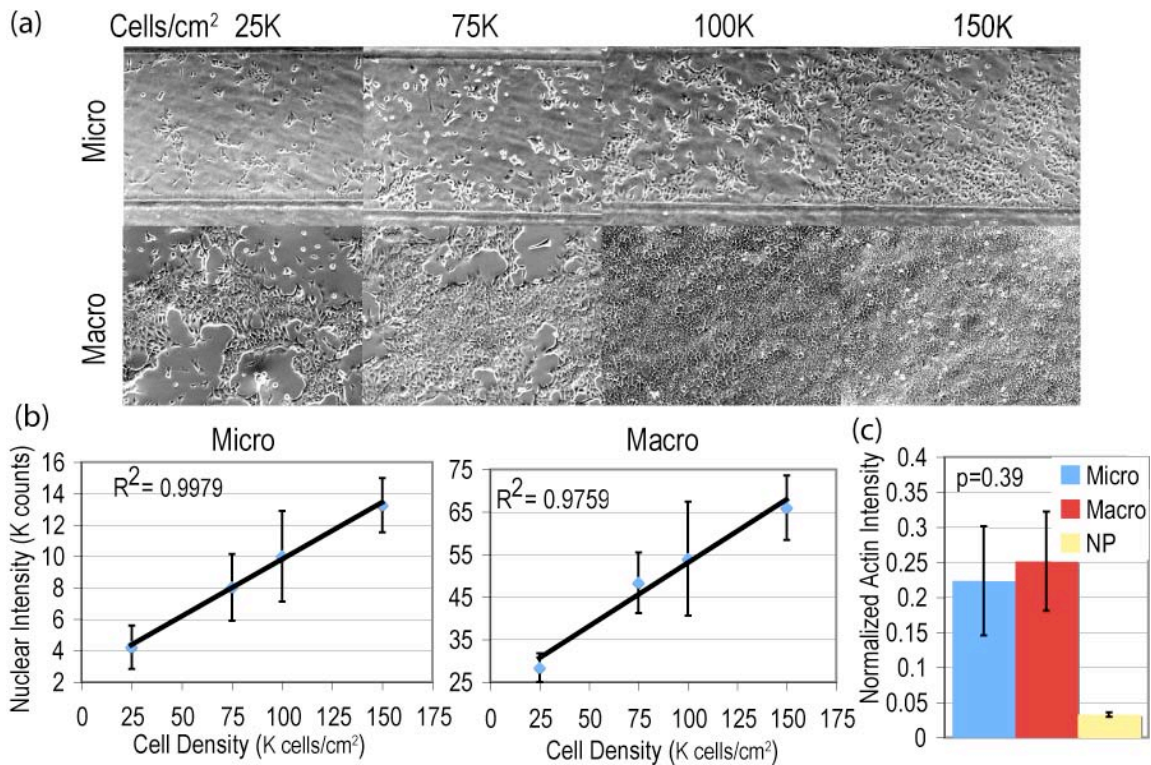 (a)
Cells/cm² 25K 75K 100K 150K
Micro
Macro
(b)
Micro
Nuclear Intensity (K counts)
16
14
12
10
8
6
4
2
R² = 0.9979
0 25 50 75 100 125 150 175
Cell Density (K cells/cm²)
Macro
75
65
55
45
35
25
R² = 0.9759
0 25 50 75 100 125 150 175
Cell Density (K cells/cm²)
(c)
Normalized Actin Intensity
0.4
0.35
0.3
0.25
0.2
0.15
0.1
0.05
0
p=0.39
Micro
Macro
NP